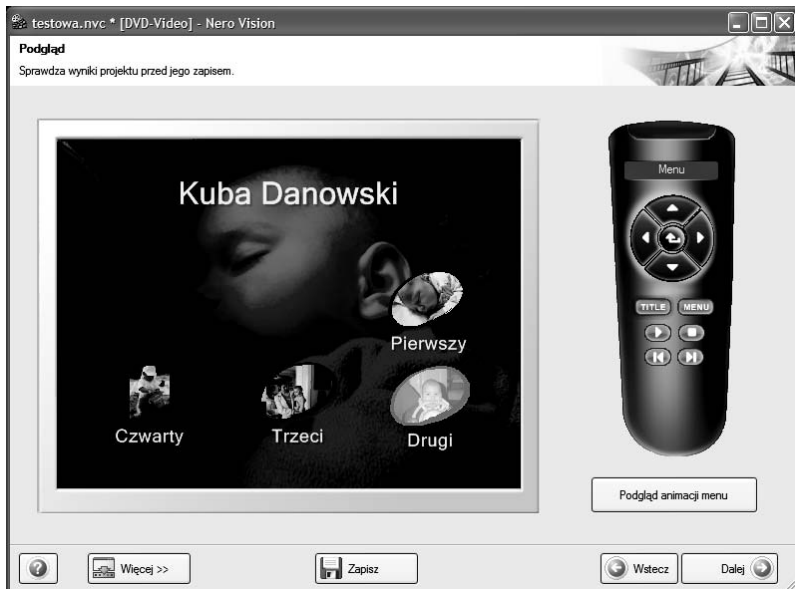 testowa.nvc * [DVD-Video] - Nero Vision
Podgląd
Sprawdza wyniki projektu przed jego zapisem.
Kuba Danowski
Pierwszy
Czwarty
Trzeci
Drugi
Menu
TITLE
MENU
Podgląd animacji menu
Więcej >>
Zapisz
Wstecz
Dalej